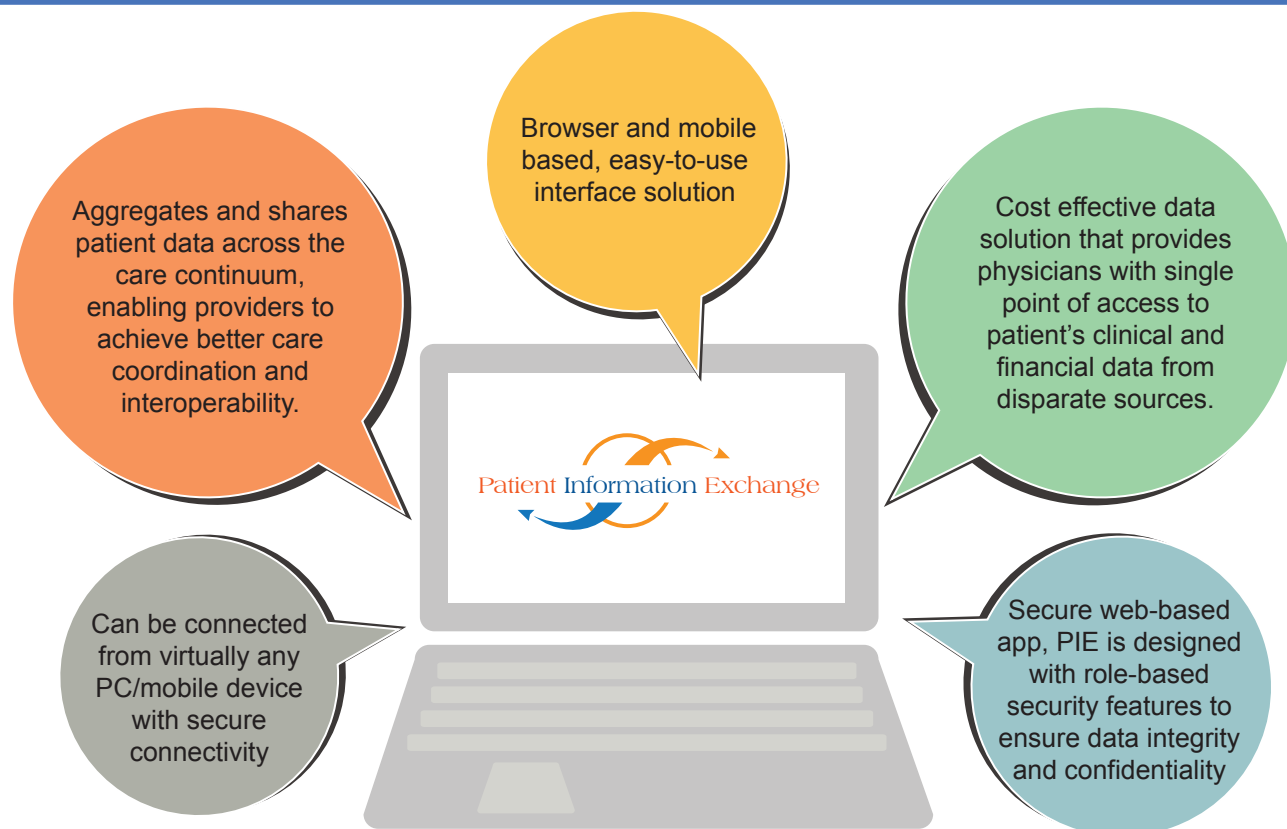 Browser and mobile
based, easy-to-use
interface solution
Aggregates and shares
patient data across the
care continuum,
enabling providers to
achieve better care
coordination and
interoperability.
Cost effective data
solution that provides
physicians with single
point of access to
patient’s clinical and
financial data from
disparate sources.
Patient Information Exchange
Can be connected
from virtually any
PC/mobile device
with secure
connectivity
Secure web-based
app, PIE is designed
with role-based
security features to
ensure data integrity
and confidentiality